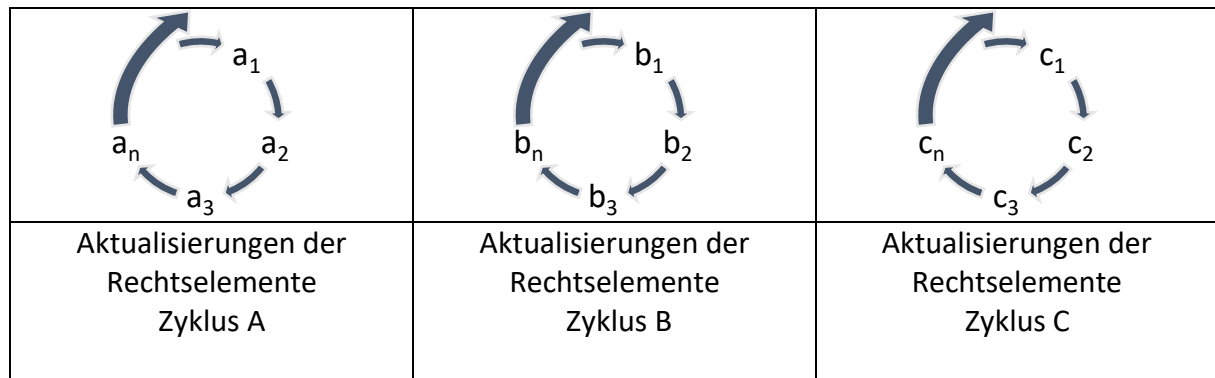 a₁
aₙ a₂
a₃
b₁
bₙ b₂
b₃
c₁
cₙ c₂
c₃
Aktualisierungen der
Rechtselemente
Zyklus A
Aktualisierungen der
Rechtselemente
Zyklus B
Aktualisierungen der
Rechtselemente
Zyklus C